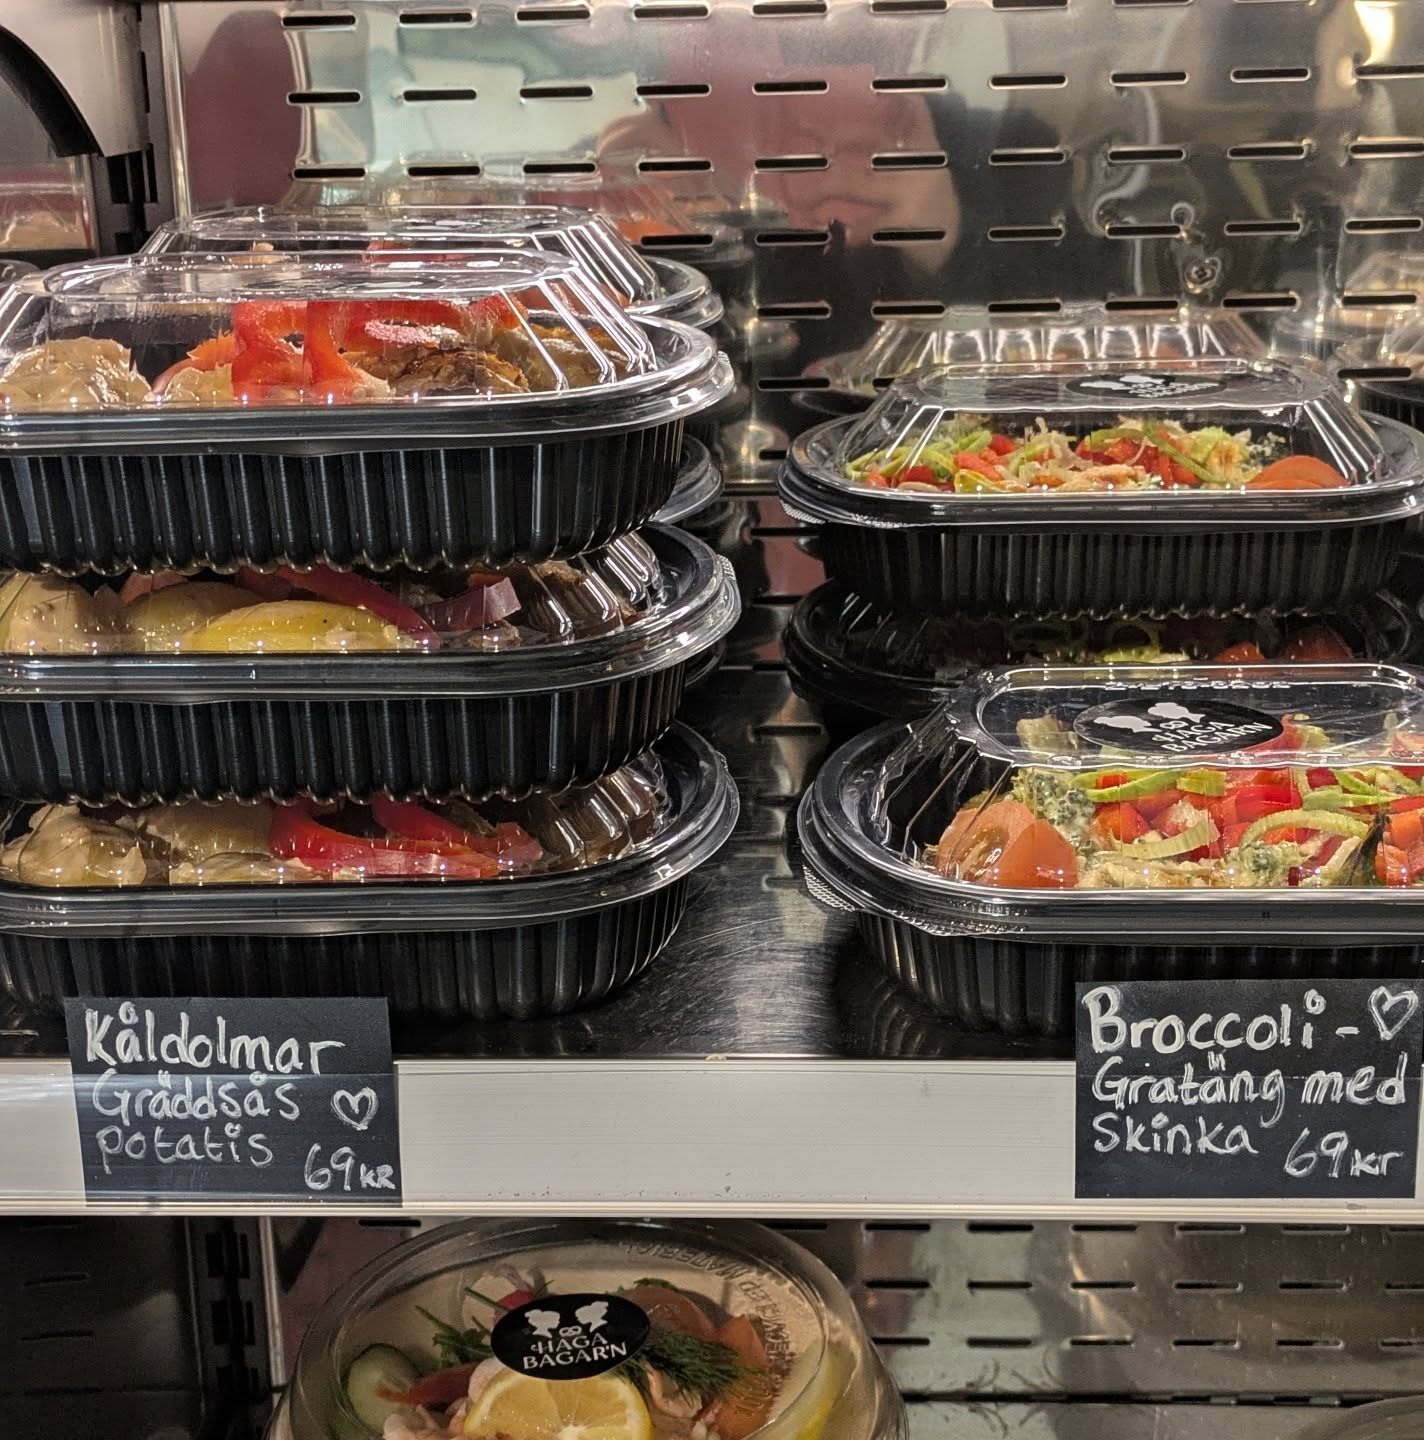 HAGA
BAGAR'N
Kåldolmar
Gräddsås
potatis
69 KR
Broccoli-
Gratäng med
Skinka
69 kr
HAGA
BAGAR'N